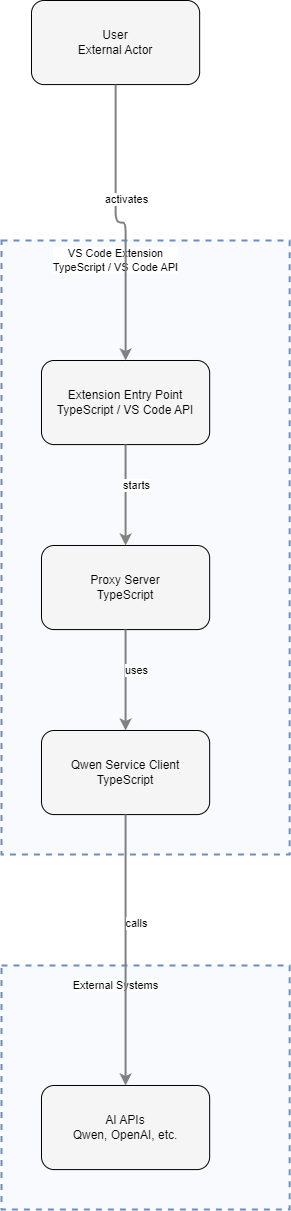 User
External Actor
activates
VS Code Extension
TypeScript / VS Code API
Extension Entry Point
TypeScript / VS Code API
starts
Proxy Server
TypeScript
uses
Qwen Service Client
TypeScript
calls
External Systems
AI APIs
Qwen, OpenAI, etc.